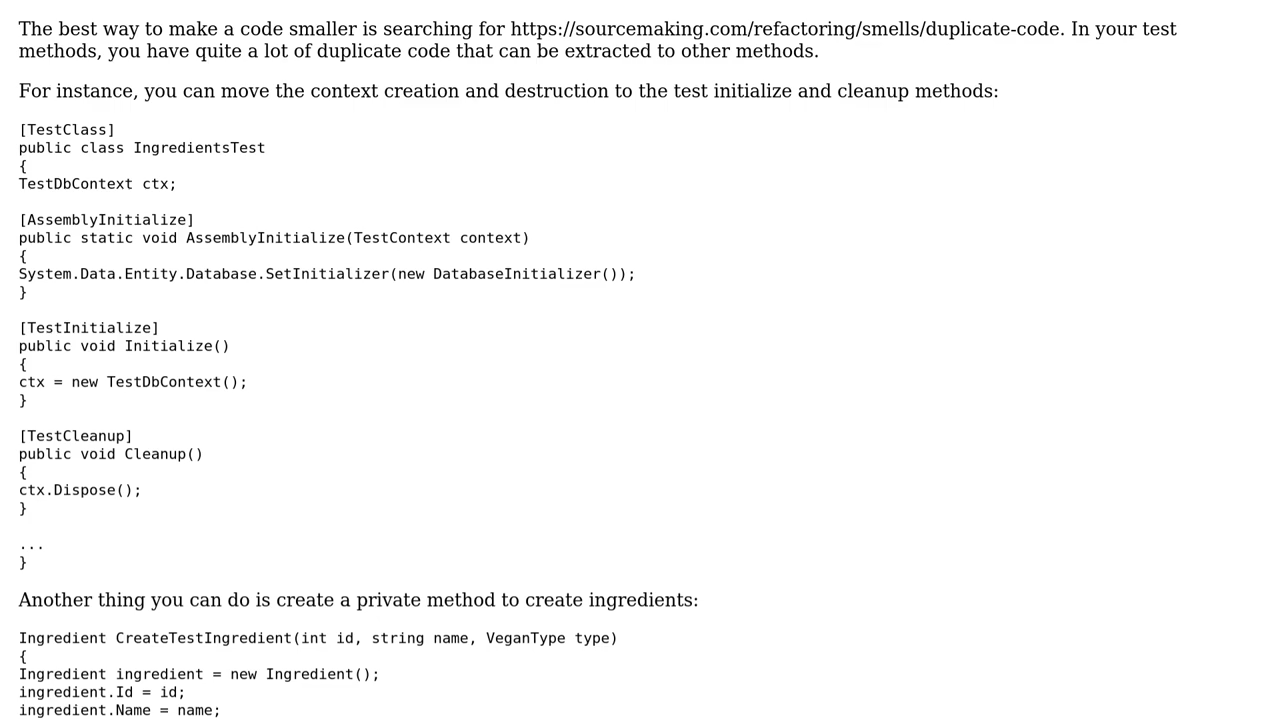 The best way to make a code smaller is searching for https://sourcemaking.com/refactoring/smells/duplicate-code. In your test
methods, you have quite a lot of duplicate code that can be extracted to other methods.
For instance, you can move the context creation and destruction to the test initialize and cleanup methods:
[TestClass]
public class IngredientsTest
{
TestDbContext ctx;
[AssemblyInitialize]
public static void AssemblyInitialize(TestContext context)
{
System.Data.Entity.Database.SetInitializer(new DatabaseInitializer());
}
[TestInitialize]
public void Initialize()
{
ctx = new TestDbContext();
}
[TestCleanup]
public void Cleanup()
{
ctx.Dispose();
}
...
}
Another thing you can do is create a private method to create ingredients:
Ingredient CreateTestIngredient(int id, string name, VeganType type)
{
Ingredient ingredient = new Ingredient();
ingredient.Id = id;
ingredient.Name = name;